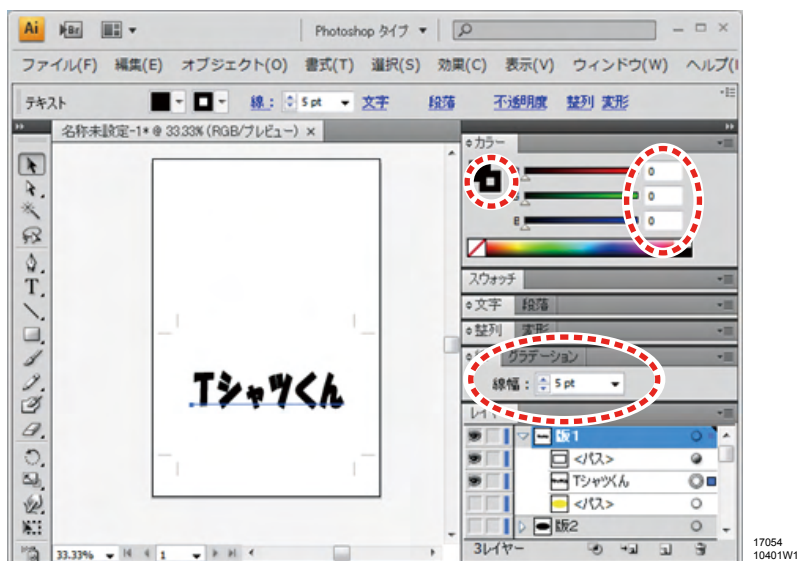 Ai Br Photoshop タイプ
ファイル(F) 編集(E) オブジェクト(O) 書式(T) 選択(S) 効果(C) 表示(V) ウィンドウ(W) ヘルプ(
テキスト 線: 5 pt 文字 段落 不透明度 整列 変形
名称未設定-1* @ 33.33% (RGB/プレビュー) ×
カラー
0
0
B 0
スウォッチ
文字 段落
整列 変形
グラデーション
線幅: 5 pt
Tシャツくん
レイヤー
版1
<パス>
Tシャツくん
<パス>
版2
33.33% 1
3レイヤー
17054
10401W1